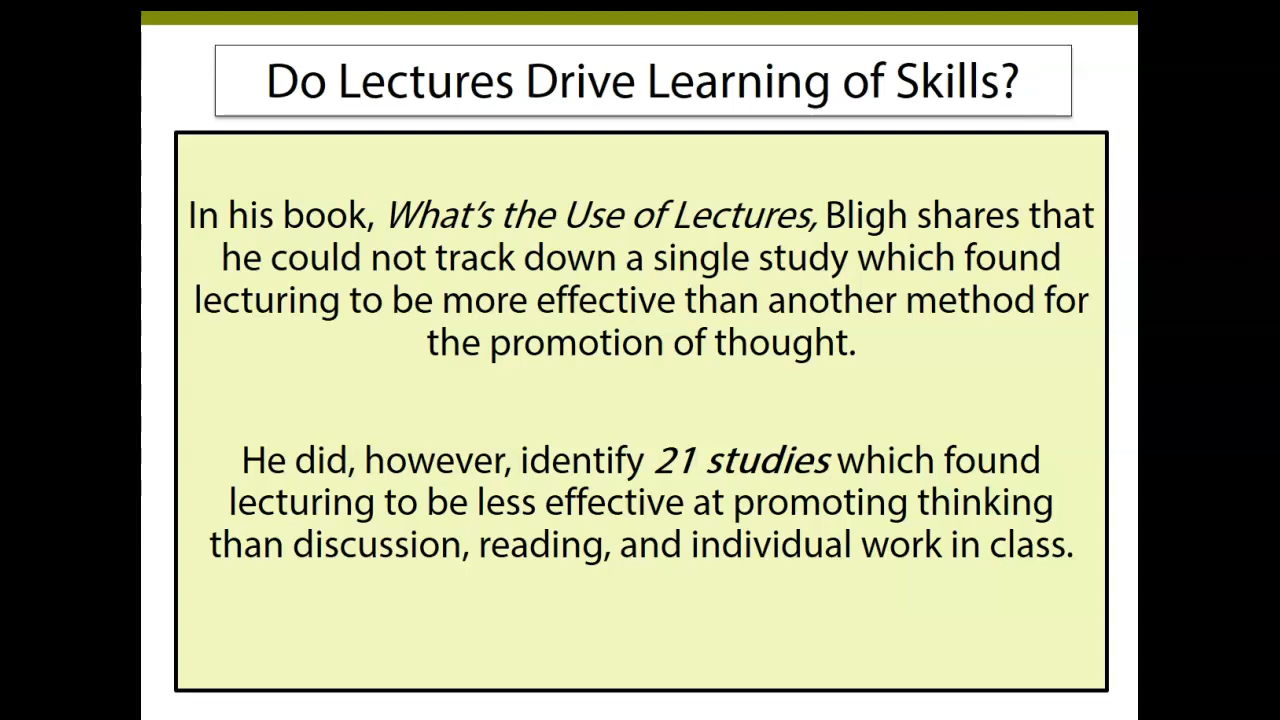 Do Lectures Drive Learning of Skills?
In his book, What's the Use of Lectures, Bligh shares that
he could not track down a single study which found
lecturing to be more effective than another method for
the promotion of thought.
He did, however, identify 21 studies which found
lecturing to be less effective at promoting thinking
than discussion, reading, and individual work in class.